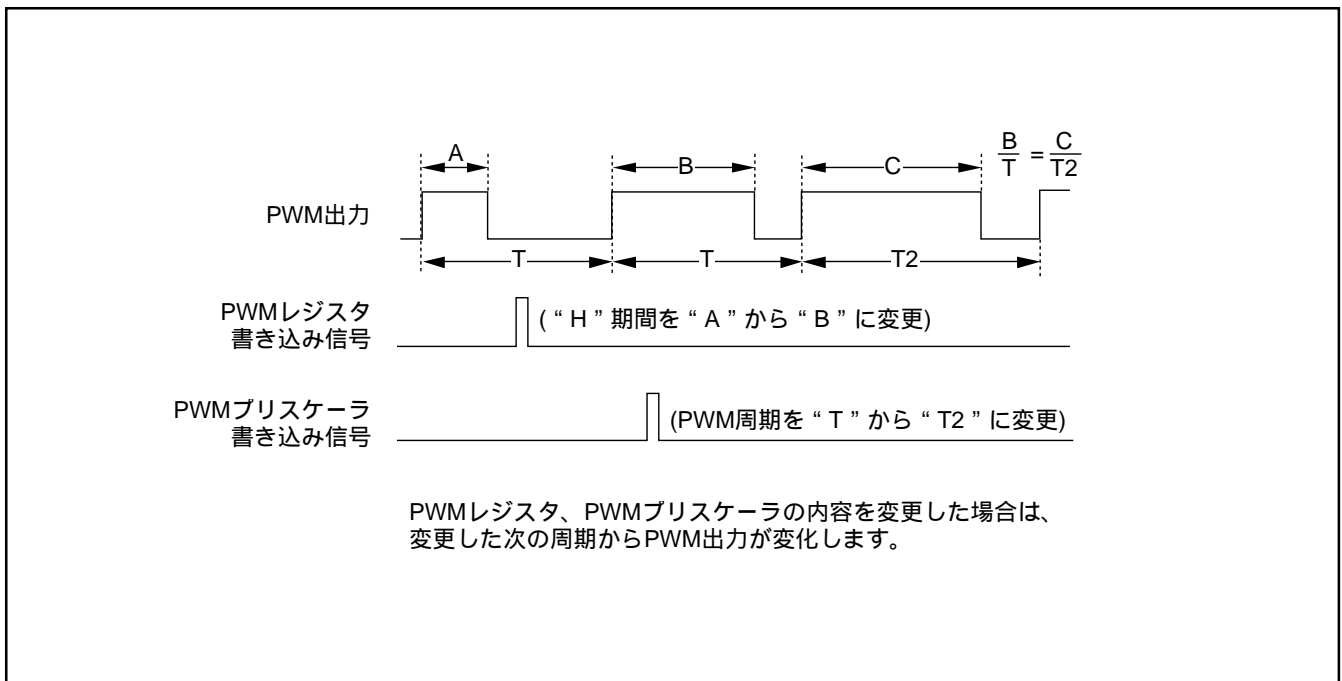 A
B
C
B/T = C/T2
PWM出力
T
T
T2
PWMレジスタ
書き込み信号
( “ H ” 期間を “ A ” から “ B ” に変更)
PWMプリスケーラ
書き込み信号
(PWM周期を “ T ” から “ T2 ” に変更)
PWMレジスタ、PWMプリスケーラの内容を変更した場合は、
変更した次の周期からPWM出力が変化します。